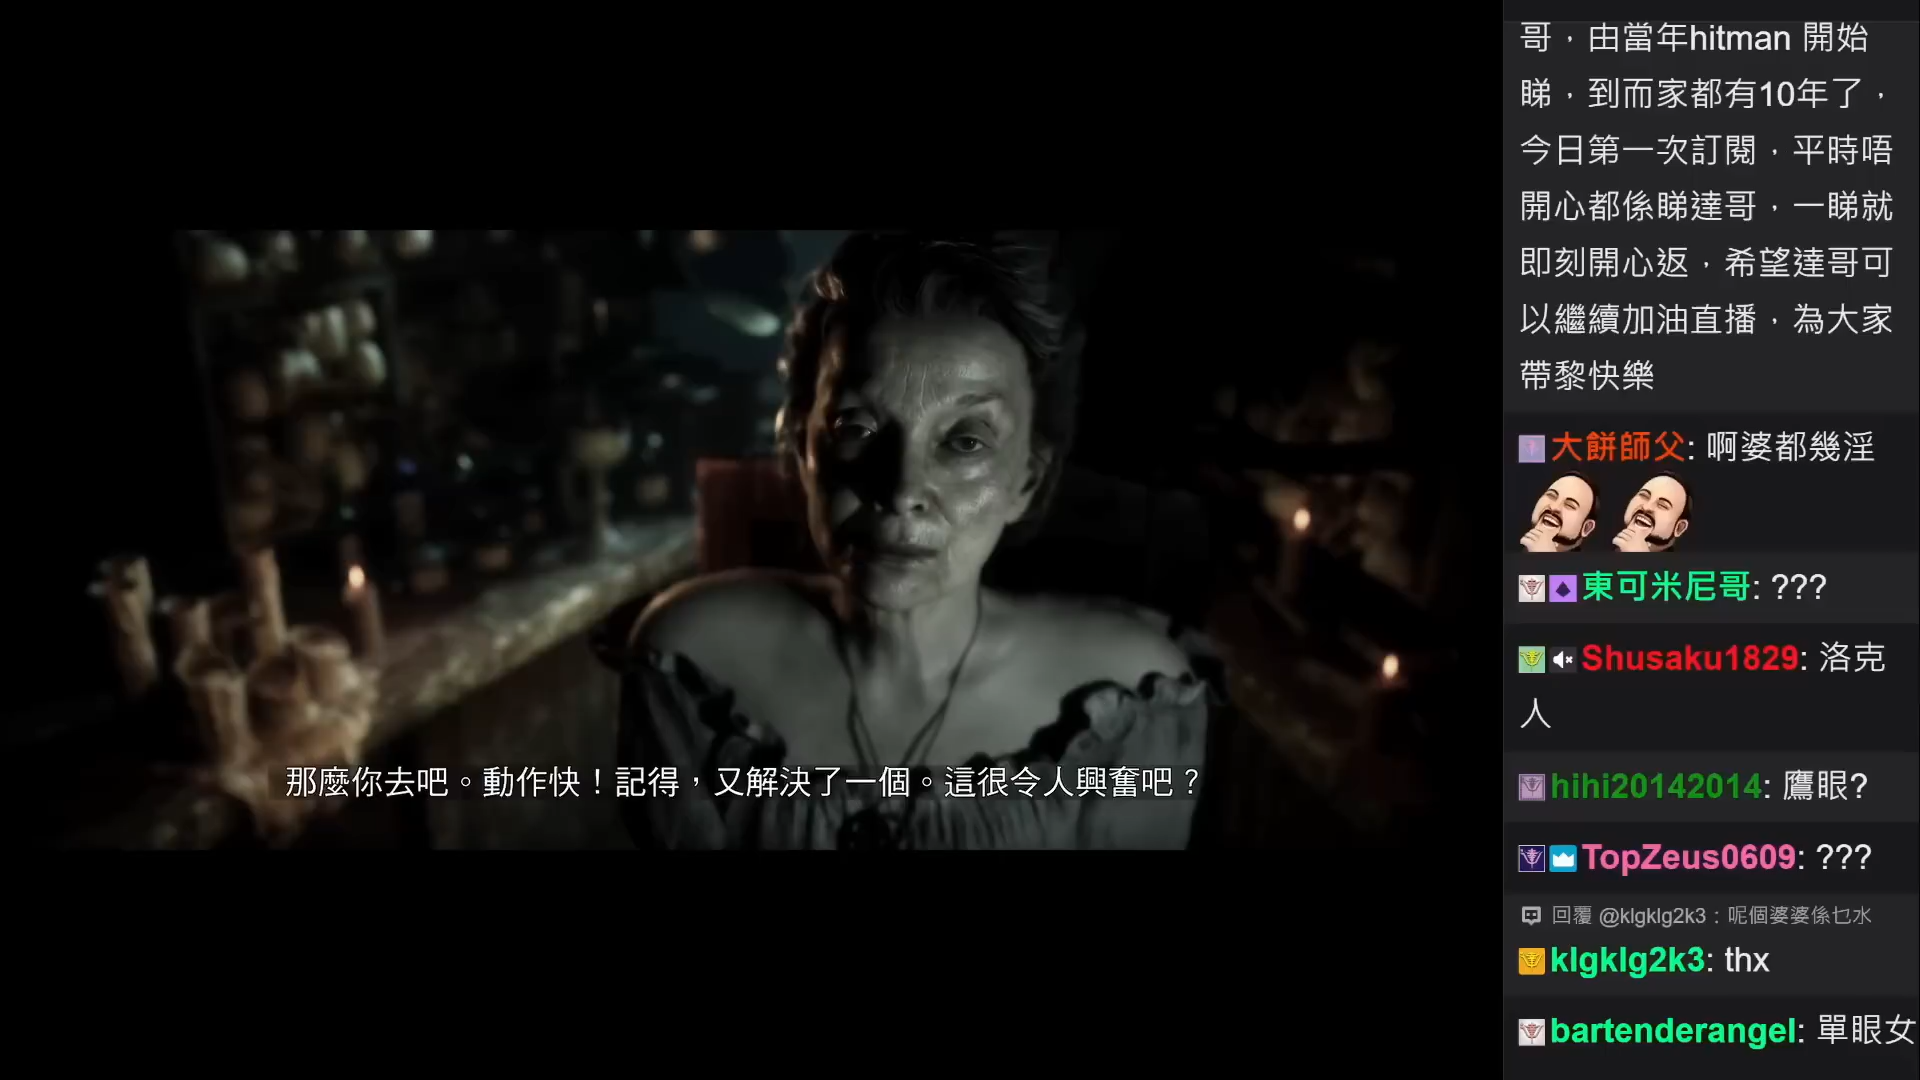 那麼你去吧。動作快！記得，又解決了一個。這很令人興奮吧？
哥，由當年hitman 開始
睇，到而家都有10年了，
今日第一次訂閱，平時唔
開心都係睇達哥，一睇就
即刻開心返，希望達哥可
以繼續加油直播，為大家
帶黎快樂
大餅師父: 啊婆都幾淫
東可米尼哥: ???
Shusaku1829: 洛克
人
hihi20142014: 鷹眼?
TopZeus0609: ???
回覆 @klgklg2k3：呢個婆婆係乜水
klgklg2k3: thx
bartenderangel: 單眼女